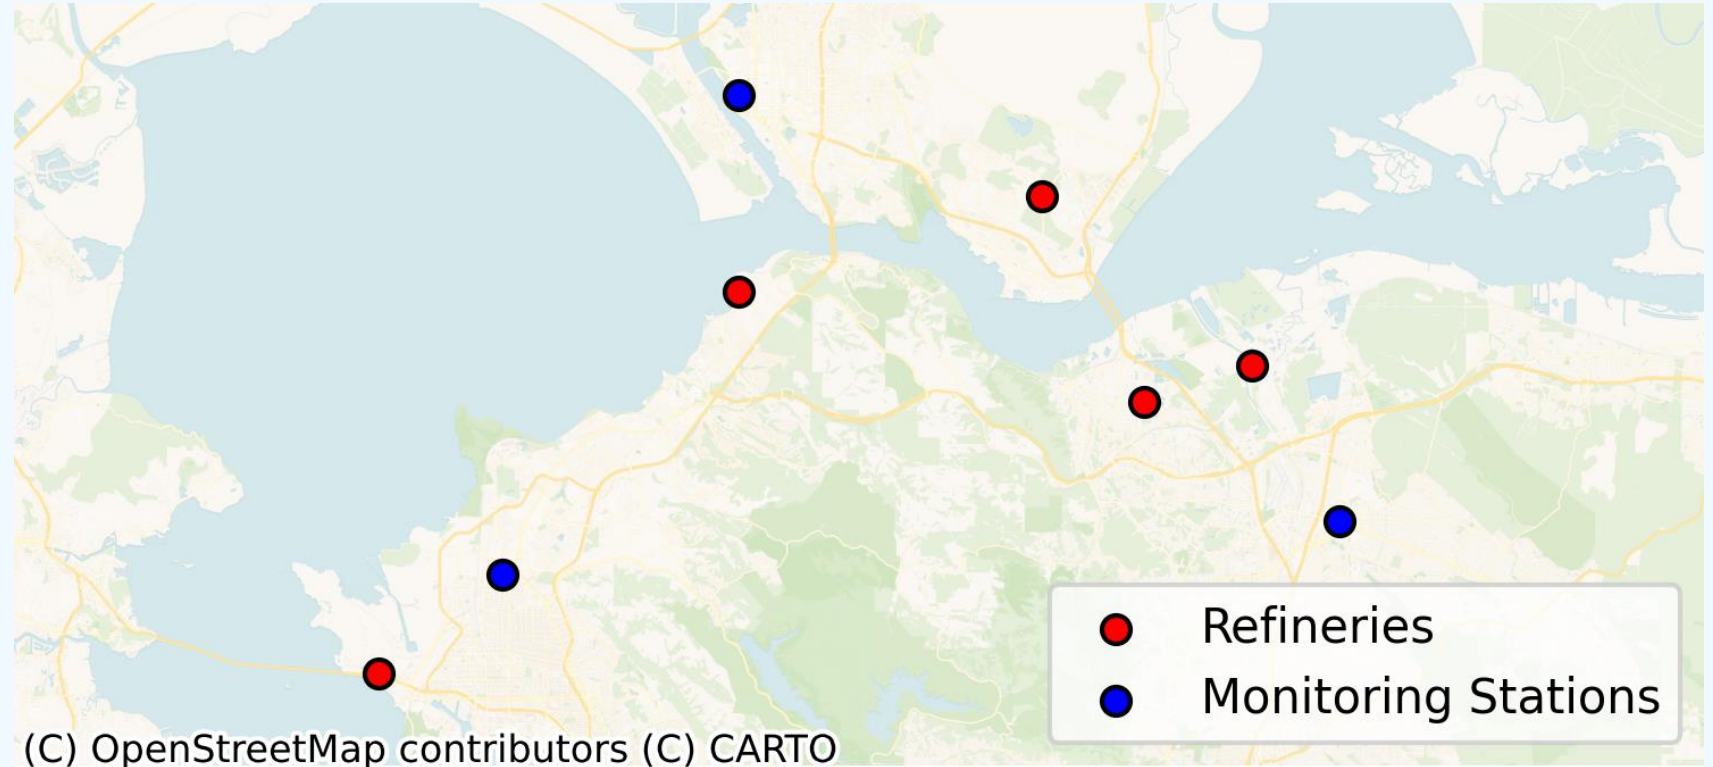 Refineries
Monitoring Stations
(C) OpenStreetMap contributors (C) CARTO